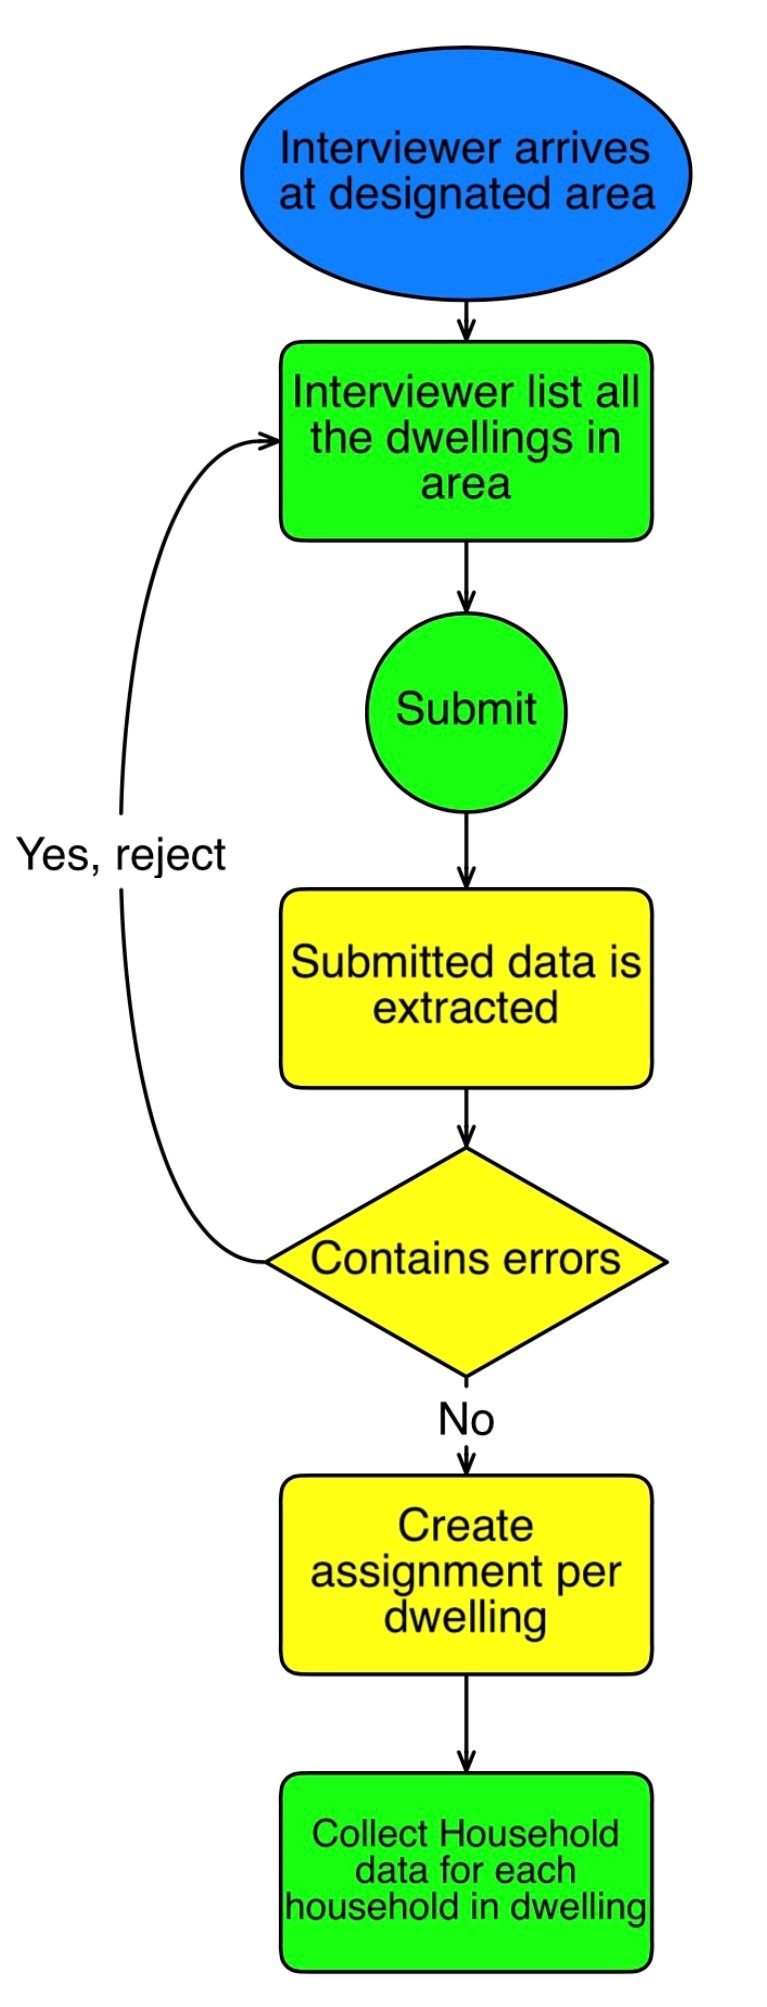 Interviewer arrives
at designated area
Interviewer list all
the dwellings in
area
Submit
Yes, reject
Submitted data is
extracted
Contains errors
No
Create
assignment per
dwelling
Collect Household
data for each
household in dwelling